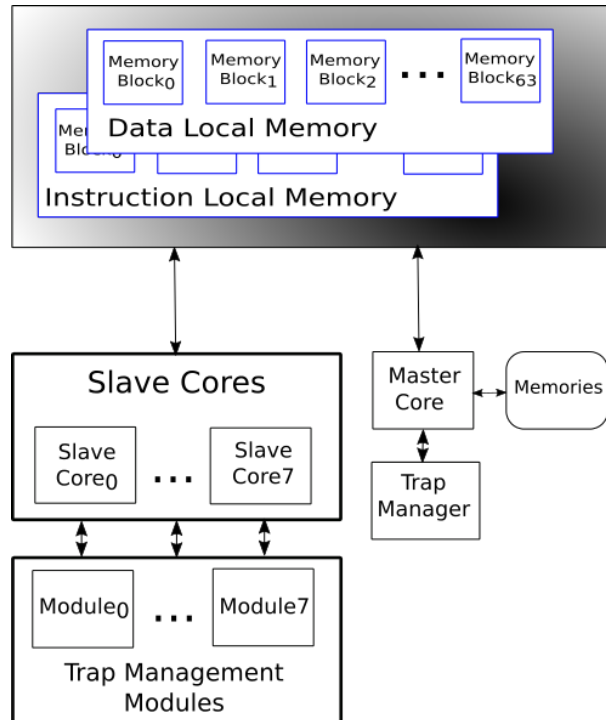 Memory
Block0
Memory
Block1
Memory
Block2
...
Memory
Block63
Data Local Memory
Instruction Local Memory
Slave Cores
Slave
Core0
...
Slave
Core7
Master
Core
Memories
Trap
Manager
Module0
...
Module7
Trap Management
Modules